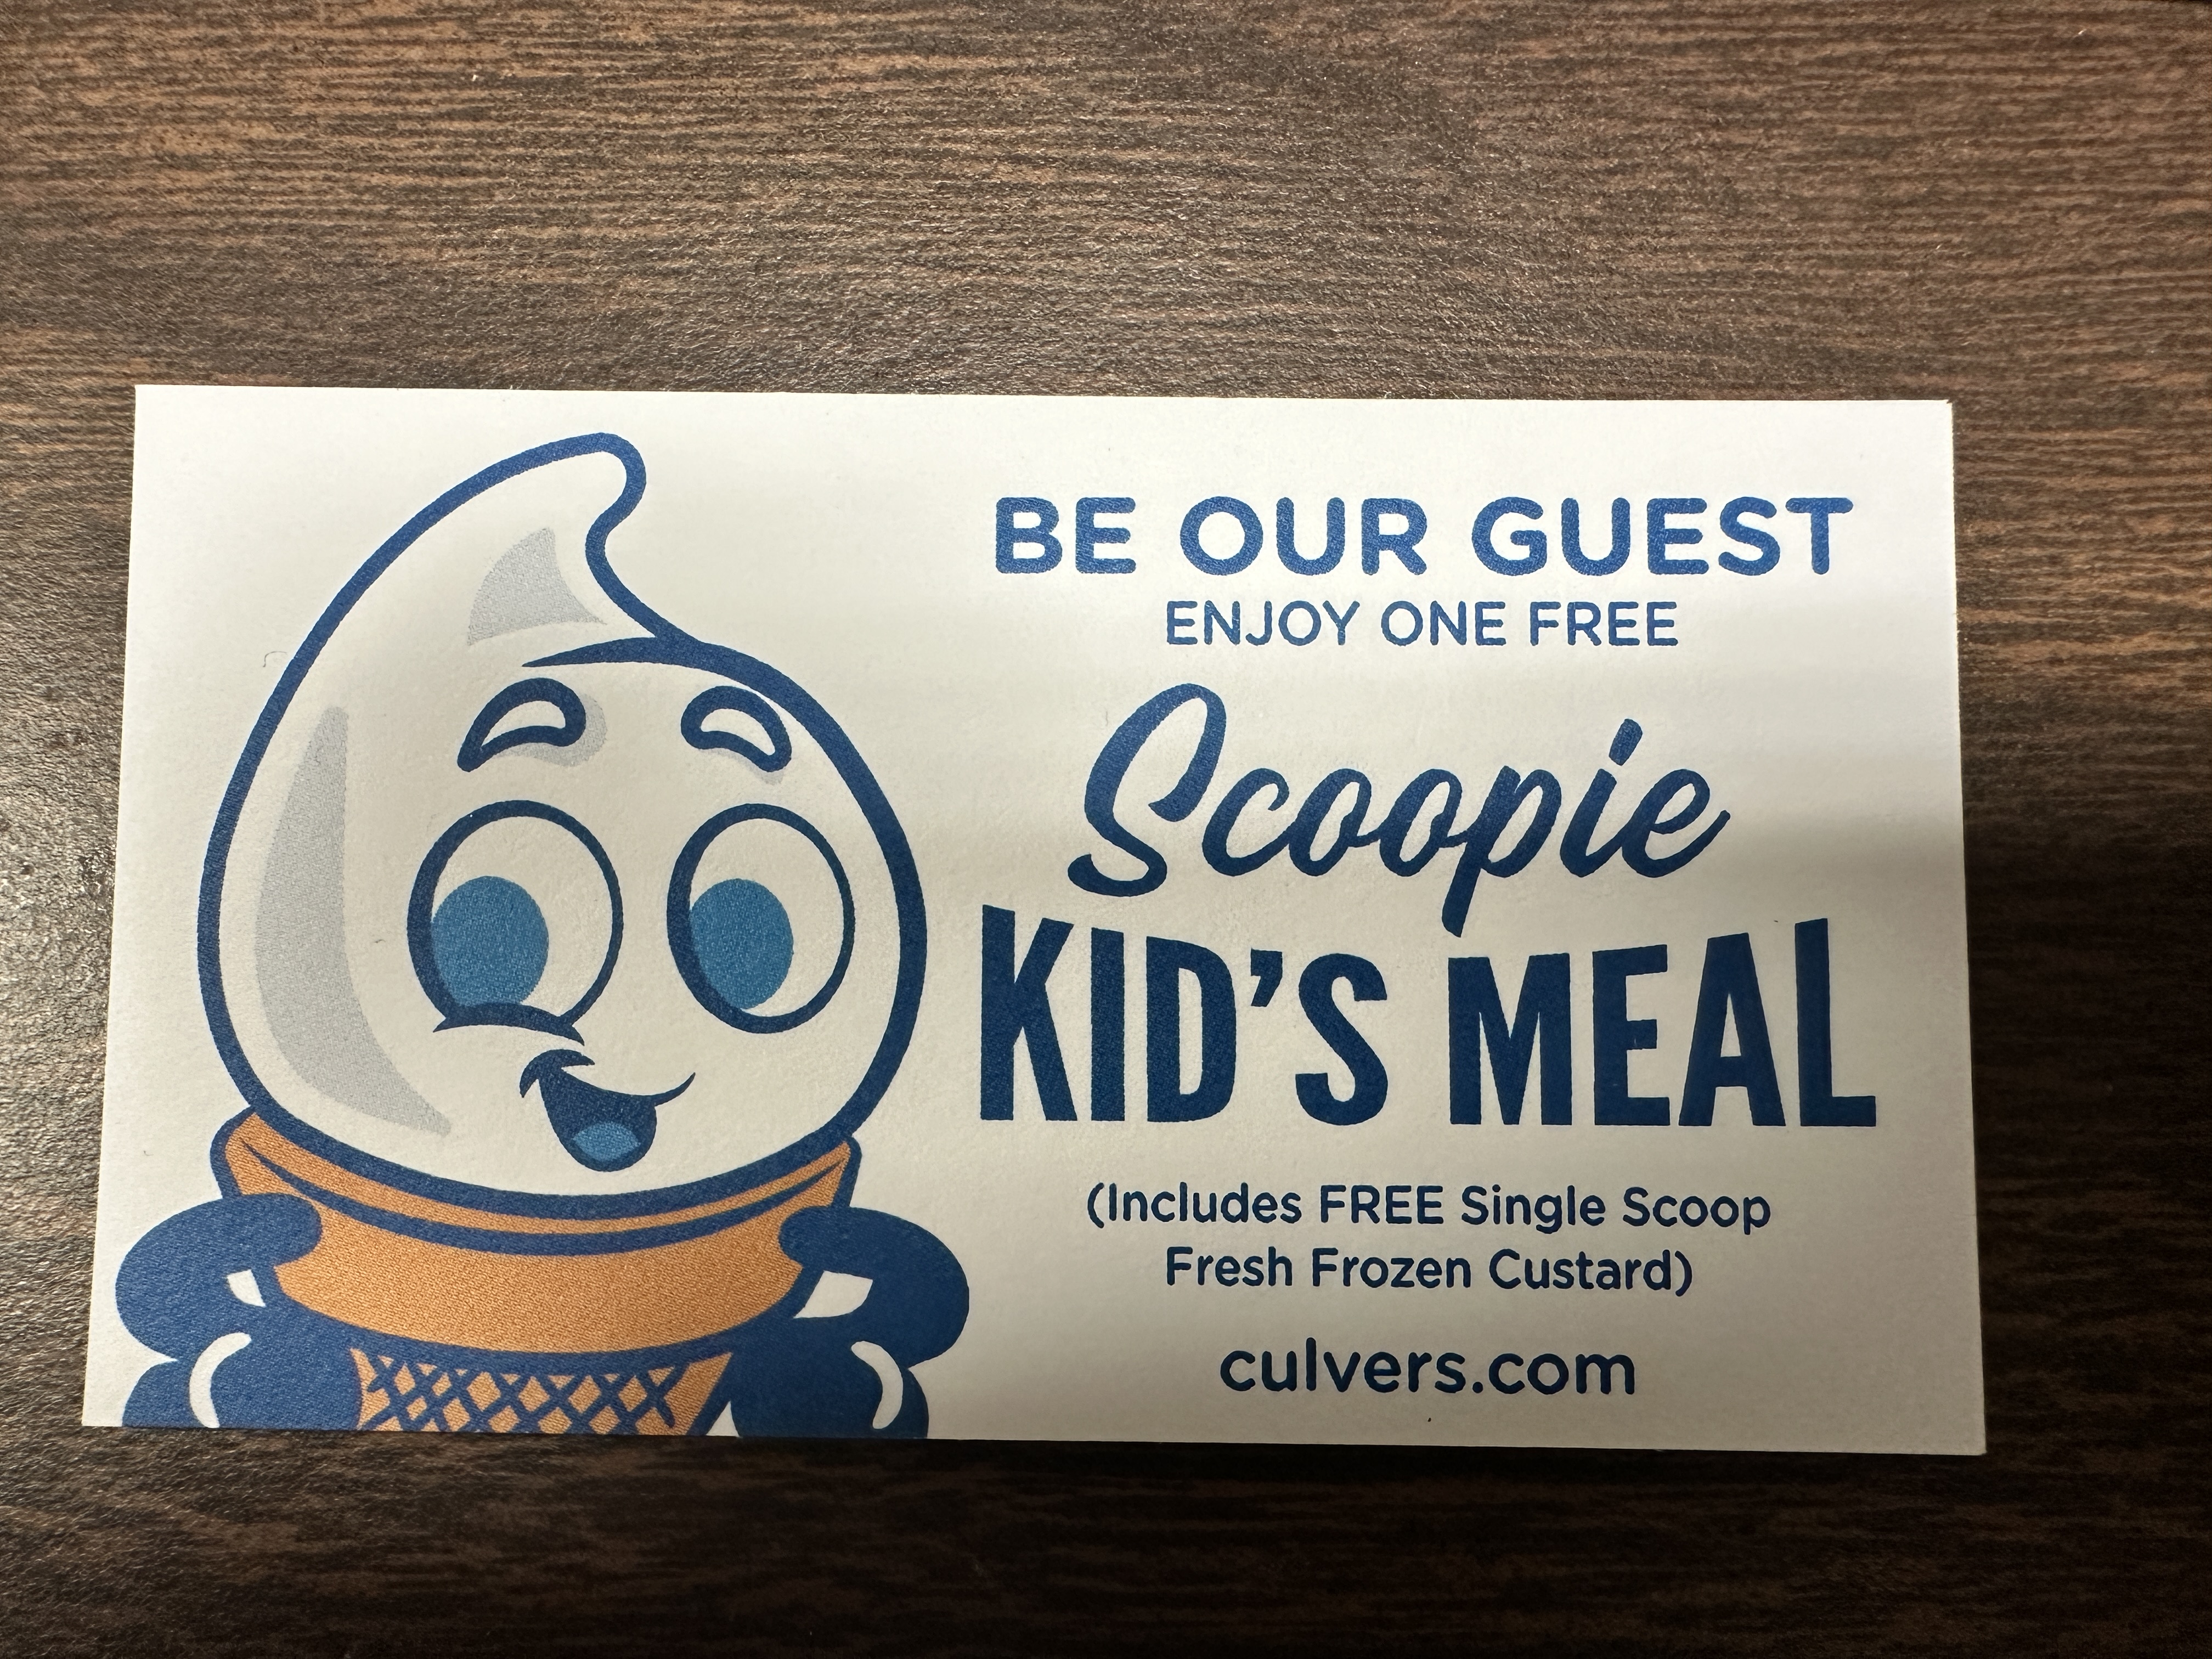 BE OUR GUEST
ENJOY ONE FREE
Scoopie
KID'S MEAL
(Includes FREE Single Scoop
Fresh Frozen Custard)
culvers.com